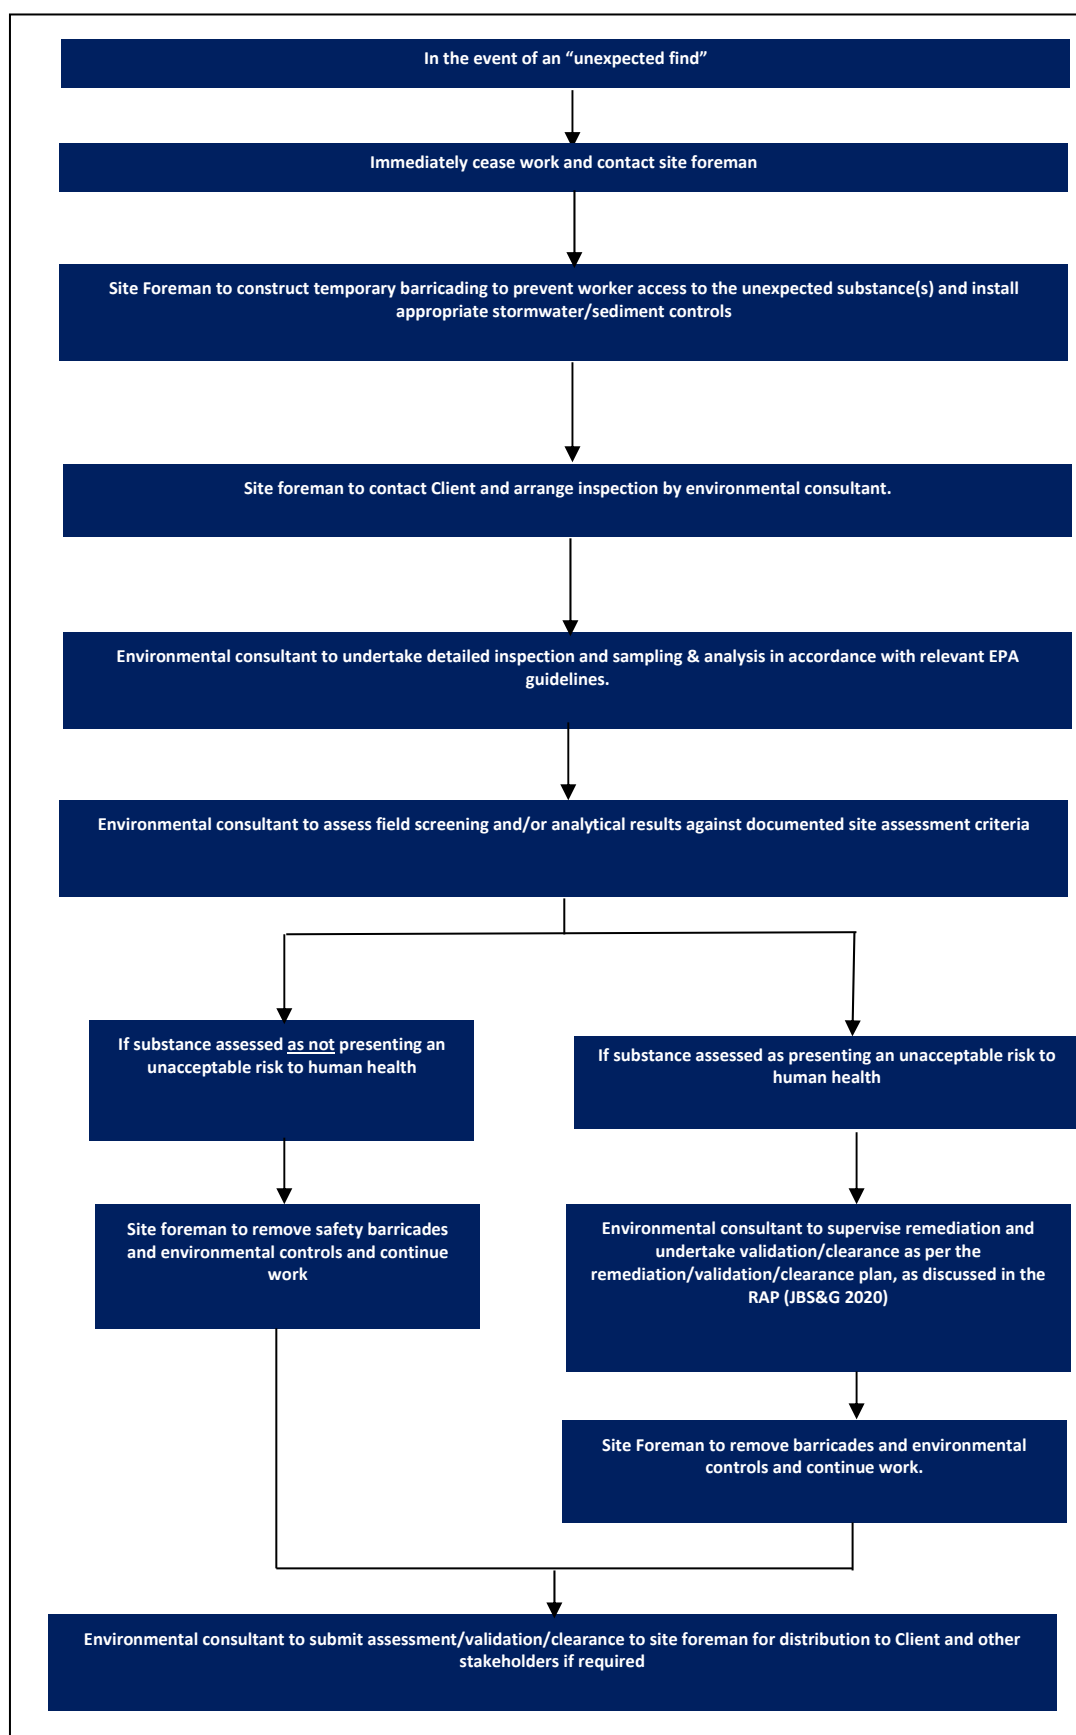 In the event of an “unexpected find”
Immediately cease work and contact site foreman
Site Foreman to construct temporary barricading to prevent worker access to the unexpected substance(s) and install
appropriate stormwater/sediment controls
Site foreman to contact Client and arrange inspection by environmental consultant.
Environmental consultant to undertake detailed inspection and sampling & analysis in accordance with relevant EPA
guidelines.
Environmental consultant to assess field screening and/or analytical results against documented site assessment criteria
If substance assessed as not presenting an
unacceptable risk to human health
If substance assessed as presenting an unacceptable risk to
human health
Site foreman to remove safety barricades
and environmental controls and continue
work
Environmental consultant to supervise remediation and
undertake validation/clearance as per the
remediation/validation/clearance plan, as discussed in the
RAP (JBS&G 2020)
Site Foreman to remove barricades and environmental
controls and continue work.
Environmental consultant to submit assessment/validation/clearance to site foreman for distribution to Client and other
stakeholders if required